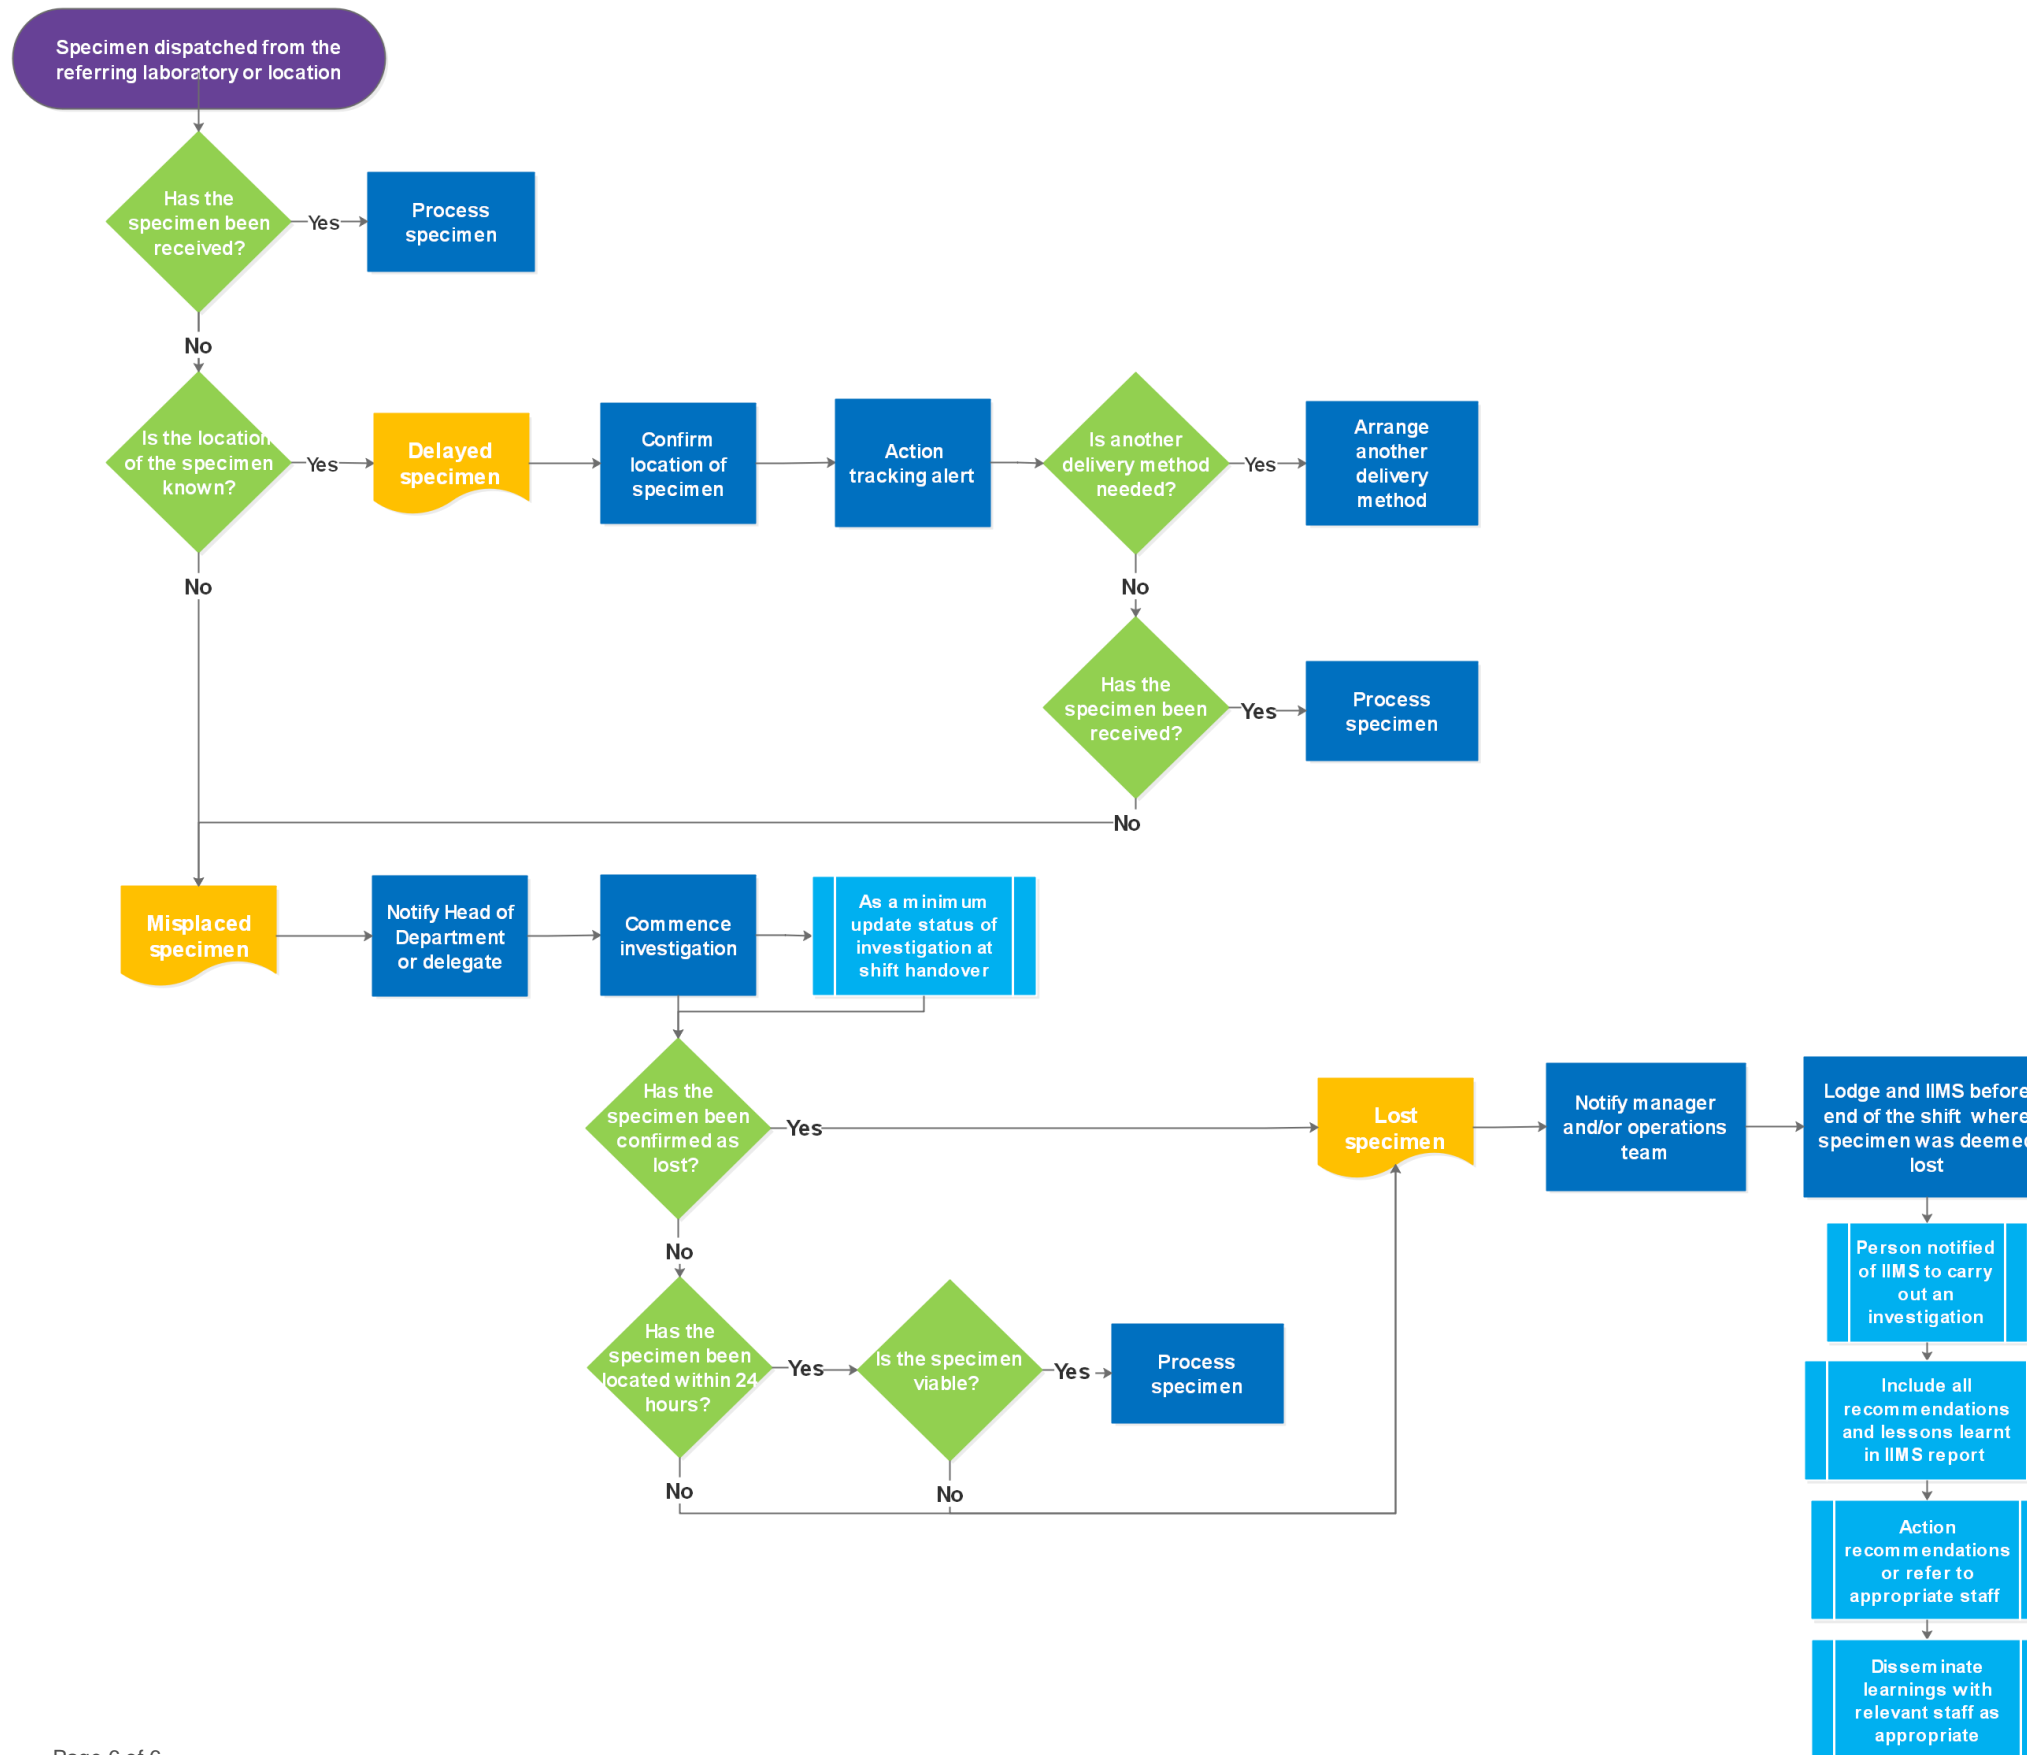 Specimen dispatched from the
referring laboratory or location
Has the
specimen been
received?
Yes
Process
specimen
No
Is the location
of the specimen
known?
Yes
Delayed
specimen
Confirm
location of
specimen
Action
tracking alert
Is another
delivery method
needed?
Yes
Arrange
another
delivery
method
No
No
Has the
specimen been
received?
Yes
Process
specimen
No
Misplaced
specimen
Notify Head of
Department
or delegate
Commence
investigation
As a minimum
update status of
investigation at
shift handover
Has the
specimen been
confirmed as
lost?
Yes
Lost
specimen
Notify manager
and/or operations
team
Lodge and IIMS before
end of the shift where
specimen was deemed
lost
No
Person notified
of IIMS to carry
out an
investigation
Has the
specimen been
located within 24
hours?
Yes
Is the specimen
viable?
Yes
Process
specimen
Include all
recommendations
and lessons learnt
in IIMS report
No
No
Action
recommendations
or refer to
appropriate staff
Disseminate
learnings with
relevant staff as
appropriate
Page 6 of 6